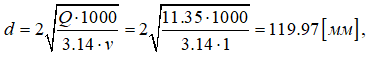 d = 2√(Q·1000 / 3.14·v) = 2√(11.35·1000 / 3.14·1) = 119.97[мм],